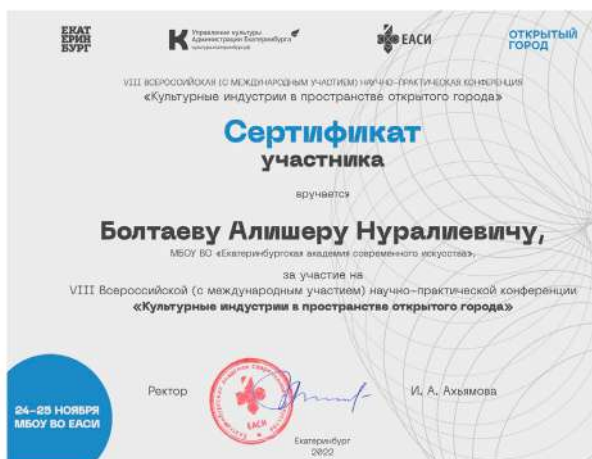 ЕКАТ
ЕРИН
БУРГ
Управление культуры
Администрации Екатеринбурга
культураекатеринбург.рф
ЕАСИ
ОТКРЫТЫЙ
ГОРОД
VIII ВСЕРОССИЙСКАЯ (С МЕЖДУНАРОДНЫМ УЧАСТИЕМ) НАУЧНО-ПРАКТИЧЕСКАЯ КОНФЕРЕНЦИЯ
«Культурные индустрии в пространстве открытого города»
Сертификат
участника
вручается
Болтаеву Алишеру Нуралиевичу,
МБОУ ВО «Екатеринбургская академия современного искусства»,
за участие на
VIII Всероссийской (с международным участием) научно-практической конференции
«Культурные индустрии в пространстве открытого города»
24-25 НОЯБРЯ
МБОУ ВО ЕАСИ
Ректор
ЕАСИ
И. А. Ахьямова
Екатеринбург
2022